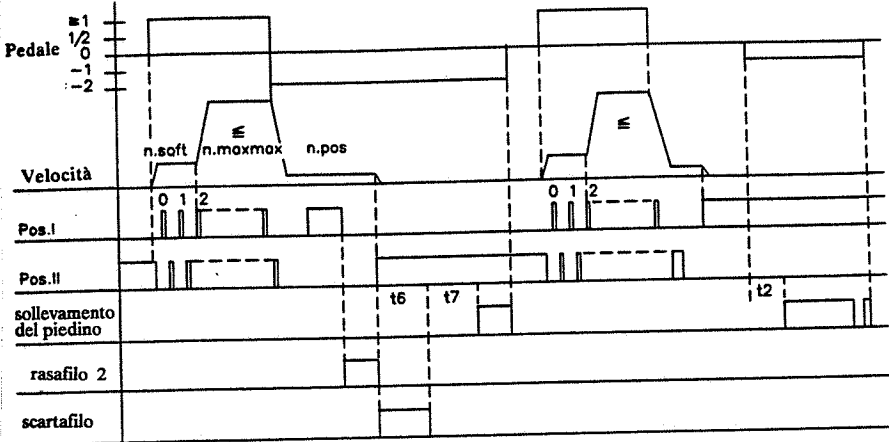 ≧1
1/2
Pedale 0
-1
-2
≦ ≦
n.soft n.maxmax n.pos
Velocità
0 1 2 0 1 2
Pos.I
Pos.II
t6 t7 t2
sollevamento
del piedino
rasafilo 2
scartafilo